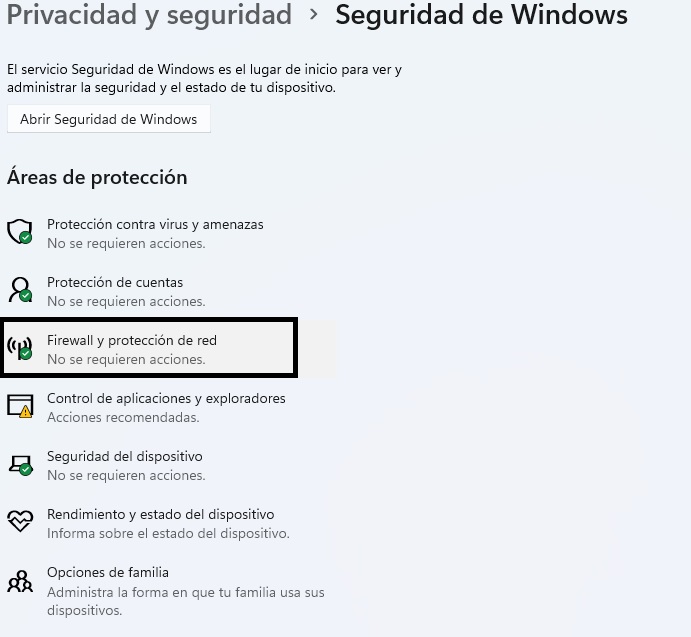 Privacidad y seguridad › Seguridad de Windows
El servicio Seguridad de Windows es el lugar de inicio para ver y
administrar la seguridad y el estado de tu dispositivo.
Abrir Seguridad de Windows
Áreas de protección
Protección contra virus y amenazas
No se requieren acciones.
Protección de cuentas
No se requieren acciones.
Firewall y protección de red
No se requieren acciones.
Control de aplicaciones y exploradores
Acciones recomendadas.
Seguridad del dispositivo
No se requieren acciones.
Rendimiento y estado del dispositivo
Informa sobre el estado del dispositivo.
Opciones de familia
Administra la forma en que tu familia usa sus
dispositivos.